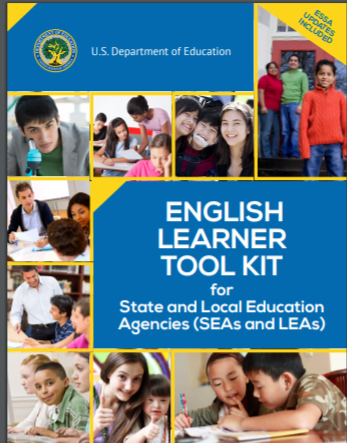 U.S. Department of Education
ESSA
UPDATES
INCLUDED
ENGLISH
LEARNER
TOOL KIT
for
State and Local Education
Agencies (SEAs and LEAs)